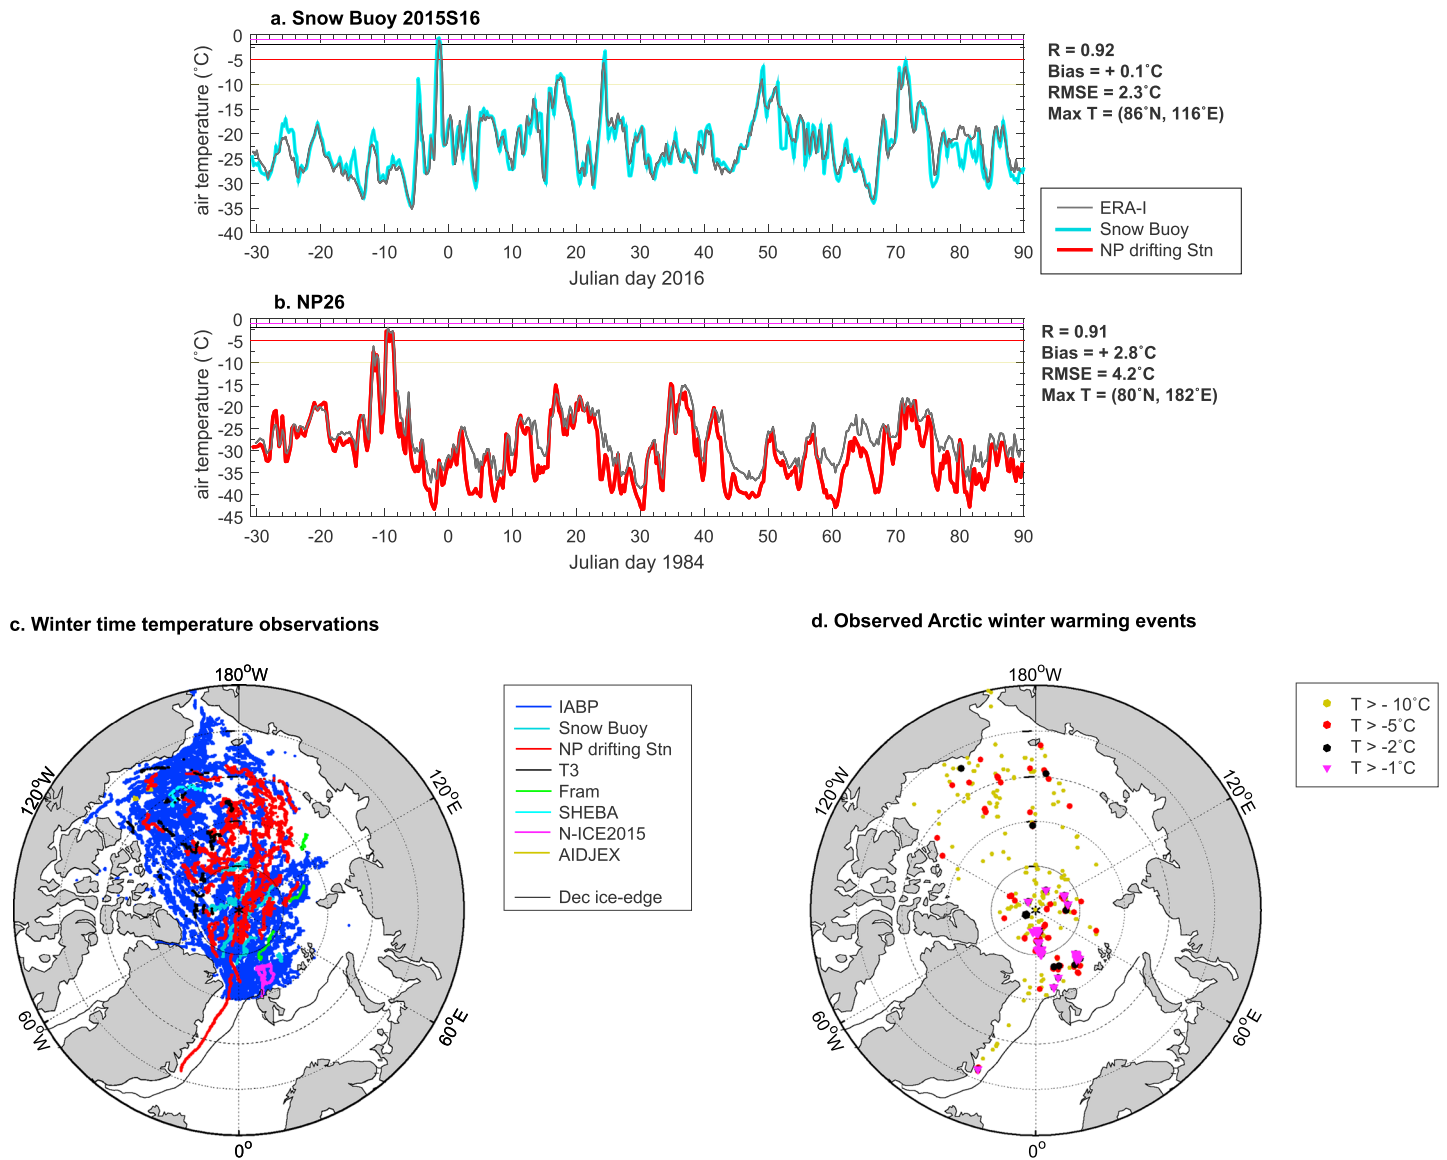 a. Snow Buoy 2015S16
0
-5
-10
-15
-20
-25
-30
-35
-40
air temperature (˚C)
-30 -20 -10 0 10 20 30 40 50 60 70 80 90
Julian day 2016
R = 0.92
Bias = + 0.1˚C
RMSE = 2.3˚C
Max T = (86˚N, 116˚E)
ERA-I
Snow Buoy
NP drifting Stn
b. NP26
0
-5
-10
-15
-20
-25
-30
-35
-40
-45
air temperature (˚C)
-30 -20 -10 0 10 20 30 40 50 60 70 80 90
Julian day 1984
R = 0.91
Bias = + 2.8˚C
RMSE = 4.2˚C
Max T = (80˚N, 182˚E)
c. Winter time temperature observations
180°W
120°W
120°E
60°W
60°E
0°
IABP
Snow Buoy
NP drifting Stn
T3
Fram
SHEBA
N-ICE2015
AIDJEX
Dec ice-edge
d. Observed Arctic winter warming events
180°W
120°W
120°E
60°W
60°E
0°
T > - 10˚C
T > -5˚C
T > -2˚C
T > -1˚C